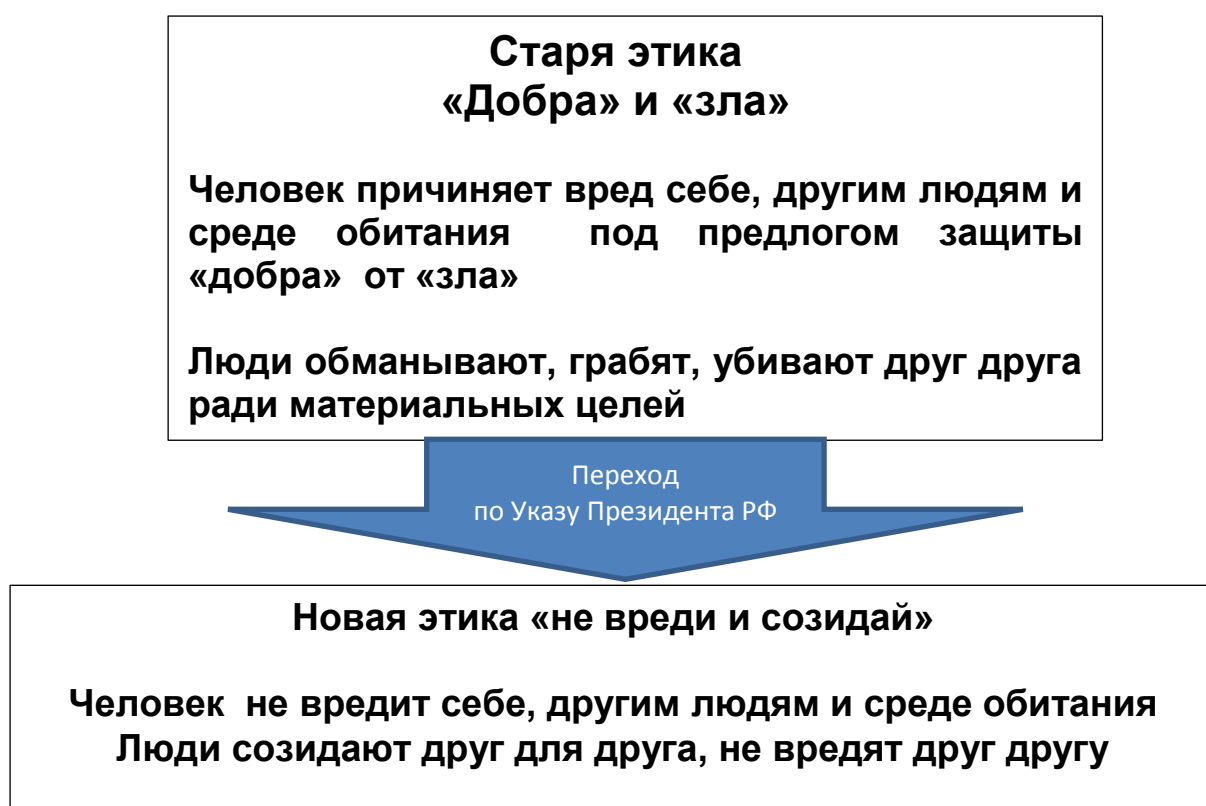 Старя этика
«Добра» и «зла»
Человек причиняет вред себе, другим людям и
среде обитания под предлогом защиты
«добра» от «зла»
Люди обманывают, грабят, убивают друг друга
ради материальных целей
Переход
по Указу Президента РФ
Новая этика «не вреди и созидай»
Человек не вредит себе, другим людям и среде обитания
Люди созидают друг для друга, не вредят друг другу